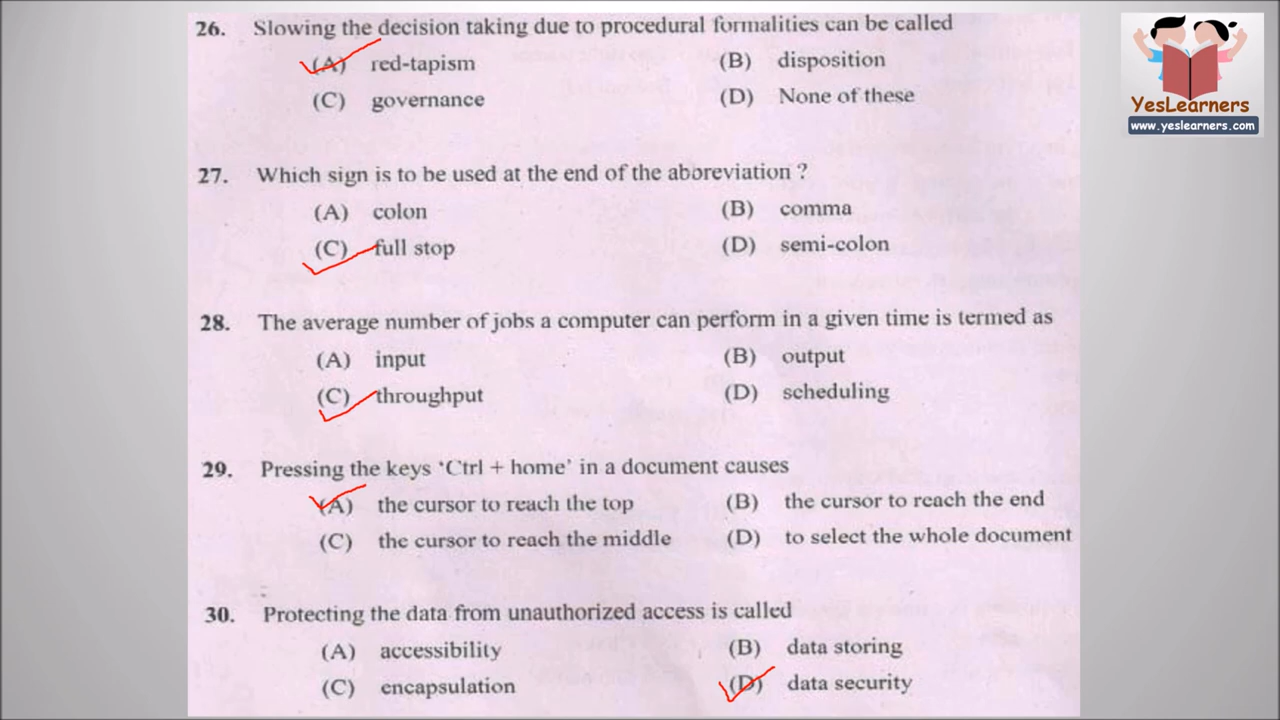 26. Slowing the decision taking due to procedural formalities can be called
(A) red-tapism (B) disposition
(C) governance (D) None of these
27. Which sign is to be used at the end of the abbreviation ?
(A) colon (B) comma
(C) full stop (D) semi-colon
28. The average number of jobs a computer can perform in a given time is termed as
(A) input (B) output
(C) throughput (D) scheduling
29. Pressing the keys ‘Ctrl + home’ in a document causes
(A) the cursor to reach the top (B) the cursor to reach the end
(C) the cursor to reach the middle (D) to select the whole document
30. Protecting the data from unauthorized access is called
(A) accessibility (B) data storing
(C) encapsulation (D) data security
YesLearners
www.yeslearners.com